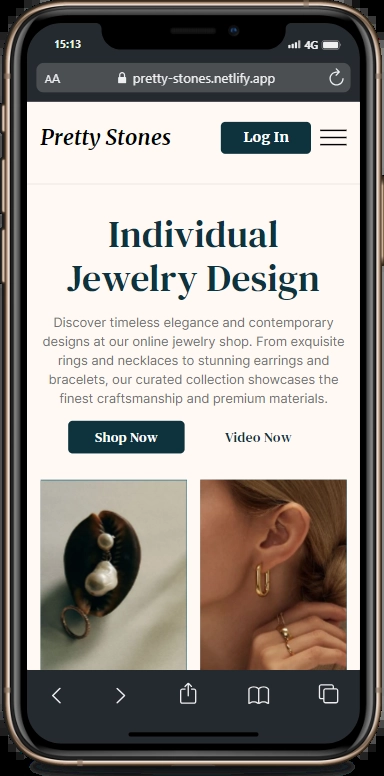 15:13
4G
AA
pretty-stones.netlify.app
Pretty Stones
Log In
Individual
Jewelry Design
Discover timeless elegance and contemporary
designs at our online jewelry shop. From exquisite
rings and necklaces to stunning earrings and
bracelets, our curated collection showcases the
finest craftsmanship and premium materials.
Shop Now
Video Now